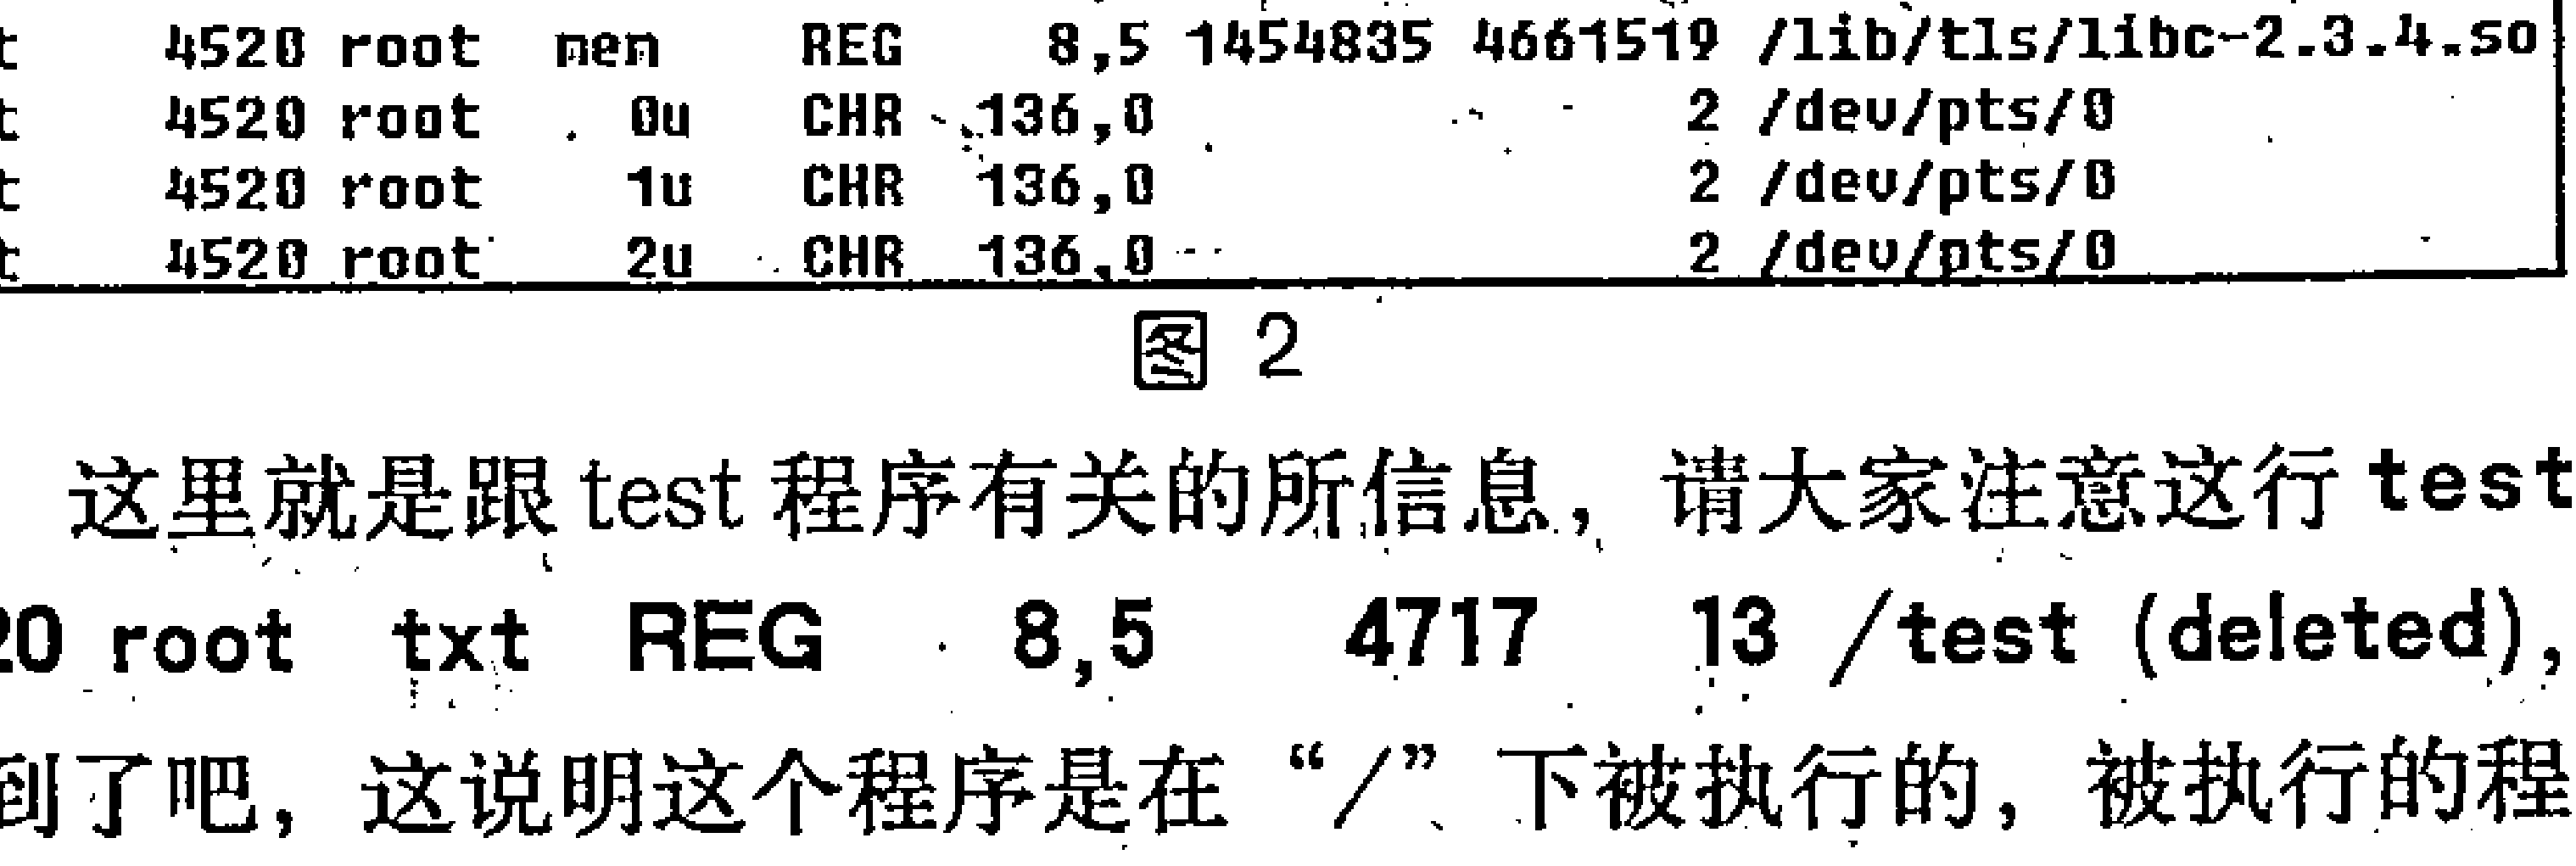 t 4520 root mem REG 8,5 1454835 4661519 /lib/tls/libc-2.3.4.so
t 4520 root 0u CHR 136,0 2 /dev/pts/0
t 4520 root 1u CHR 136,0 2 /dev/pts/0
t 4520 root 2u CHR 136,0 2 /dev/pts/0
图 2
这里就是跟 test 程序有关的所信息，请大家注意这行 test
20 root txt REG 8,5 4717 13 /test (deleted),
到了吧，这说明这个程序是在“/”下被执行的，被执行的程